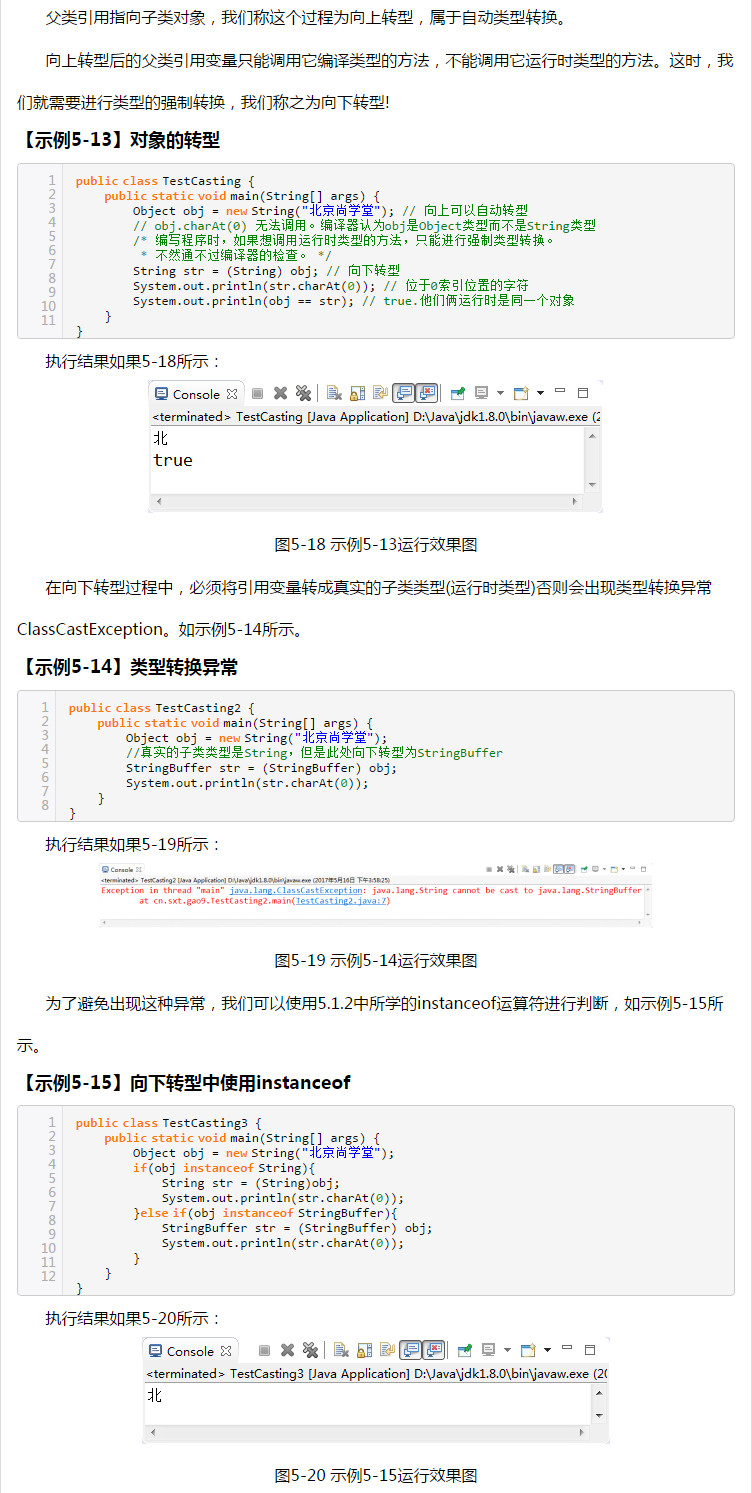 父类引用指向子类对象，我们称这个过程为向上转型，属于自动类型转换。
向上转型后的父类引用变量只能调用它编译类型的方法，不能调用它运行时类型的方法。这时，我
们就需要进行类型的强制转换，我们称之为向下转型!
【示例5-13】对象的转型
1 public class TestCasting {
2 public static void main(String[] args) {
3 Object obj = new String("北京尚学堂"); // 向上可以自动转型
4 // obj.charAt(0) 无法调用。编译器认为obj是Object类型而不是String类型
5 /* 编写程序时，如果想调用运行时类型的方法，只能进行强制类型转换。
6 * 不然通不过编译器的检查。 */
7 String str = (String) obj; // 向下转型
8 System.out.println(str.charAt(0)); // 位于0索引位置的字符
9 System.out.println(obj == str); // true.他们俩运行时是同一个对象
10 }
11 }
执行结果如果5-18所示：
Console
<terminated> TestCasting [Java Application] D:\Java\jdk1.8.0\bin\javaw.exe (2
北
true
图5-18 示例5-13运行效果图
在向下转型过程中，必须将引用变量转成真实的子类类型(运行时类型)否则会出现类型转换异常
ClassCastException。如示例5-14所示。
【示例5-14】类型转换异常
1 public class TestCasting2 {
2 public static void main(String[] args) {
3 Object obj = new String("北京尚学堂");
4 //真实的子类类型是String，但是此处向下转型为StringBuffer
5 StringBuffer str = (StringBuffer) obj;
6 System.out.println(str.charAt(0));
7 }
8 }
执行结果如果5-19所示：
Console
<terminated> TestCasting2 [Java Application] D:\Java\jdk1.8.0\bin\javaw.exe (2017年5月16日 下午3:58:25)
Exception in thread "main" java.lang.ClassCastException: java.lang.String cannot be cast to java.lang.StringBuffer
at cn.sxt.gao9.TestCasting2.main(TestCasting2.java:7)
图5-19 示例5-14运行效果图
为了避免出现这种异常，我们可以使用5.1.2中所学的instanceof运算符进行判断，如示例5-15所
示。
【示例5-15】向下转型中使用instanceof
1 public class TestCasting3 {
2 public static void main(String[] args) {
3 Object obj = new String("北京尚学堂");
4 if(obj instanceof String){
5 String str = (String)obj;
6 System.out.println(str.charAt(0));
7 }else if(obj instanceof StringBuffer){
8 StringBuffer str = (StringBuffer) obj;
9 System.out.println(str.charAt(0));
10 }
11 }
12 }
执行结果如果5-20所示：
Console
<terminated> TestCasting3 [Java Application] D:\Java\jdk1.8.0\bin\javaw.exe (20
北
图5-20 示例5-15运行效果图